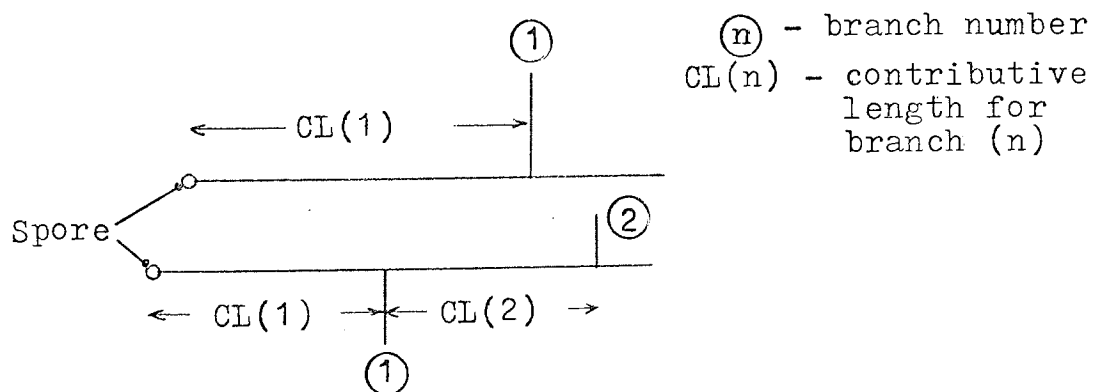 ① ⓝ - branch number
CL(n) - contributive
length for
branch (n)
CL(1)
Spore
②
CL(1) CL(2)
①